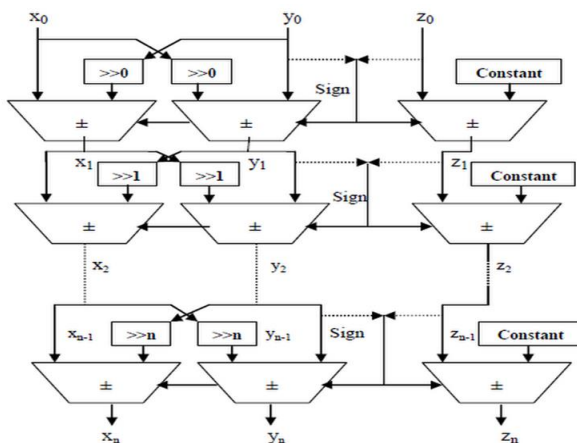 x0 y0 z0
>>0 >>0 Sign Constant
± ± ±
x1 y1 z1
>>1 >>1 Sign Constant
± ± ±
x2 y2 z2
xn-1 >>n >>n yn-1 Sign zn-1 Constant
± ± ±
xn yn zn